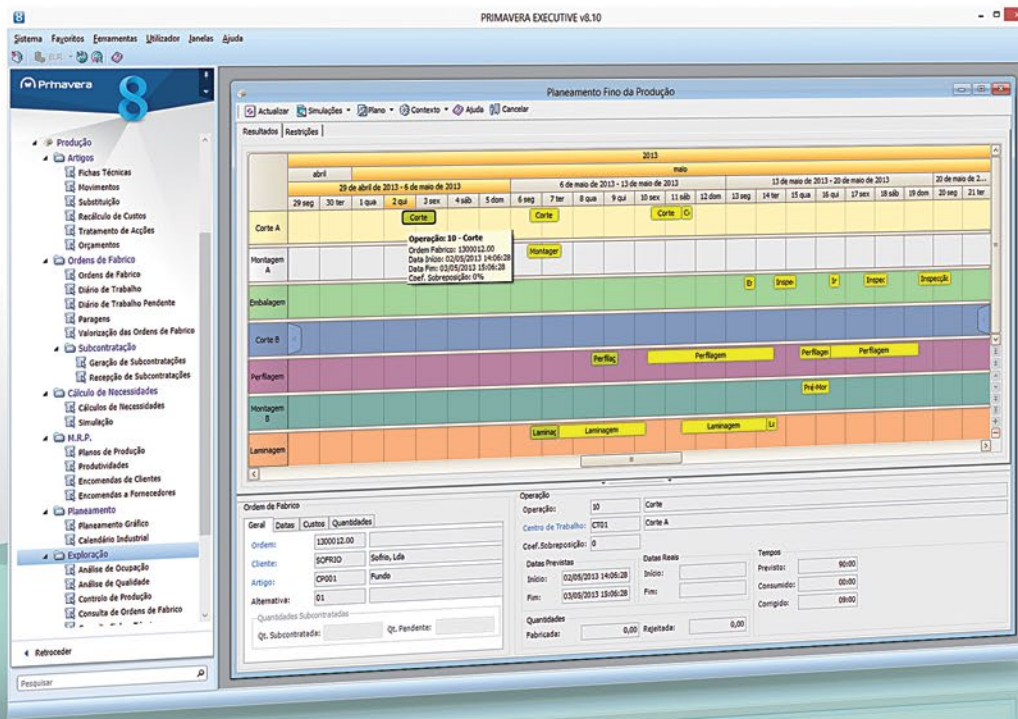 PRIMAVERA EXECUTIVE v8.10
Sistema Favoritos Ferramentas Utilizador Janelas Ajuda
Primavera
8
Produção
Artigos
Fichas Técnicas
Movimentos
Substituição
Recálculo de Custos
Tratamento de Acções
Orçamentos
Ordens de Fabrico
Ordens de Fabrico
Diário de Trabalho
Diário de Trabalho Pendente
Paragens
Valorização das Ordens de Fabrico
Subcontratação
Geração de Subcontratações
Recepção de Subcontratações
Cálculo de Necessidades
Cálculos de Necessidades
Simulação
M.R.P.
Planos de Produção
Produtividades
Encomendas de Clientes
Encomendas a Fornecedores
Planeamento
Planeamento Gráfico
Calendário Industrial
Exploração
Análise de Ocupação
Análise de Qualidade
Controlo de Produção
Consulta de Ordens de Fabrico
Retroceder
Pesquisar
Planeamento Fino da Produção
Actualizar Simulações Plano Contexto Ajuda Cancelar
Resultados Restrições
2013
abril maio
29 de abril de 2013 - 6 de maio de 2013 6 de maio de 2013 - 13 de maio de 2013 13 de maio de 2013 - 20 de maio de 2013 20 de maio de 2...
29 seg 30 ter 1 qua 2 qui 3 sex 4 sáb 5 dom 6 seg 7 ter 8 qua 9 qui 10 sex 11 sáb 12 dom 13 seg 14 ter 15 qua 16 qui 17 sex 18 sáb 19 dom 20 seg 21 ter
Corte A Corte Corte Corte
Operação: 10 - Corte
Ordem Fabrico: 1300012.00
Data Início: 02/05/2013 14:06:28
Data Fim: 03/05/2013 15:06:28
Coef. Sobreposição: 0%
Montagem A Montager
Embalagem Inspe Inspec Inspecção
Corte B
Perfilagem Perfilaç Perfilagem Perfilager Perfilagem
Montagem B Pré-Mor
Laminagem Laminaç Laminagem Laminagem La
Ordem de Fabrico
Geral Datas Custos Quantidades
Ordem: 1300012.00
Cliente: SOFRIO Sofrio, Lda
Artigo: CP001 Fundo
Alternativa: 01
Quantidades Subcontratadas
Qt. Subcontratada: Qt. Pendente:
Operação
Operação: 10 Corte
Centro de Trabalho: CT01 Corte A
Coef.Sobreposição: 0
Datas Previstas
Início: 02/05/2013 14:06:28
Fim: 03/05/2013 15:06:28
Datas Reais
Início:
Fim:
Tempos
Previsto: 90:00
Consumido: 00:00
Corrigido: 09:00
Quantidades
Fabricada: 0,00 Rejeitada: 0,00